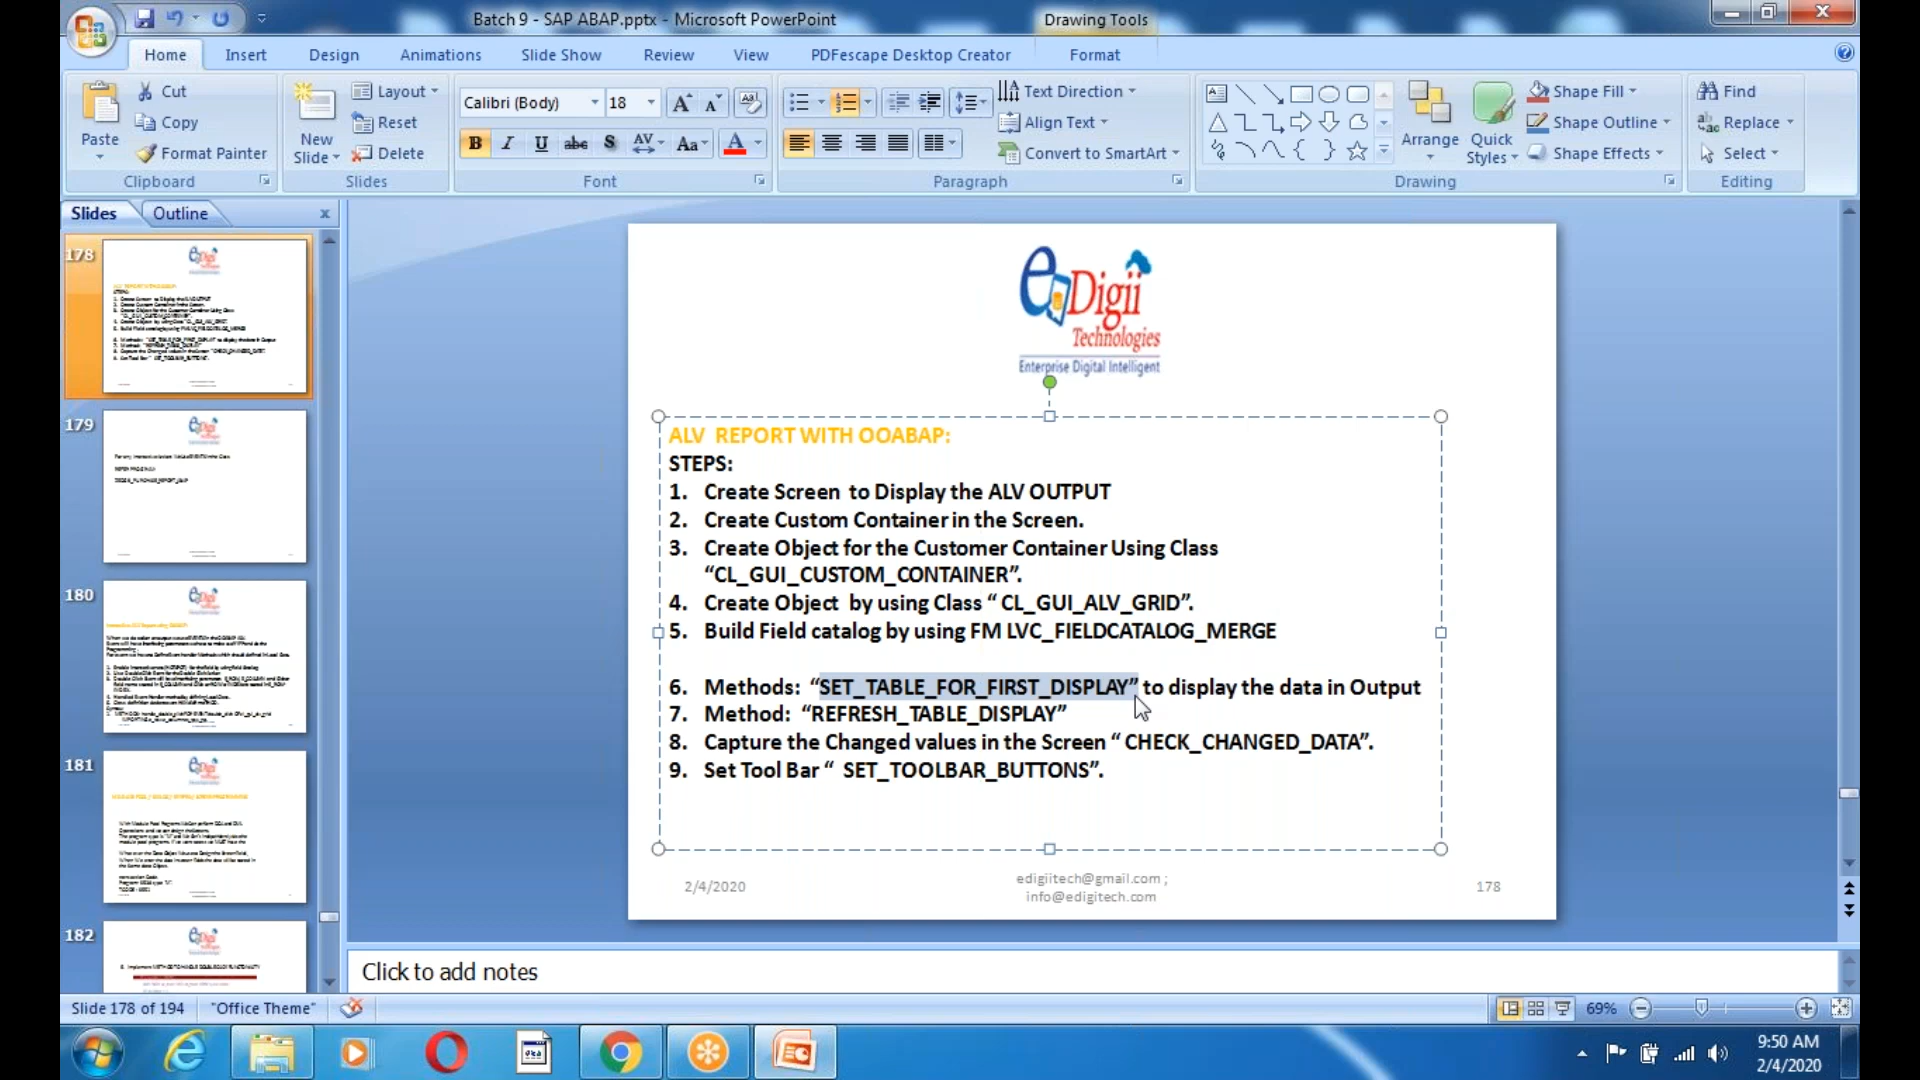 Batch 9 - SAP ABAP.pptx - Microsoft PowerPoint
Drawing Tools
Home
Insert
Design
Animations
Slide Show
Review
View
PDFescape Desktop Creator
Format
Paste
Cut
Copy
Format Painter
Clipboard
New Slide
Layout
Reset
Delete
Slides
Calibri (Body)
18
Font
Text Direction
Align Text
Convert to SmartArt
Paragraph
Arrange
Quick Styles
Shape Fill
Shape Outline
Shape Effects
Drawing
Find
Replace
Select
Editing
Slides
Outline
178
179
180
181
182
eDigii
Technologies
Enterprise Digital Intelligent
ALV REPORT WITH OOABAP:
STEPS:
1. Create Screen to Display the ALV OUTPUT
2. Create Custom Container in the Screen.
3. Create Object for the Customer Container Using Class
“CL_GUI_CUSTOM_CONTAINER”.
4. Create Object by using Class “ CL_GUI_ALV_GRID”.
5. Build Field catalog by using FM LVC_FIELDCATALOG_MERGE
6. Methods: “SET_TABLE_FOR_FIRST_DISPLAY” to display the data in Output
7. Method: “REFRESH_TABLE_DISPLAY”
8. Capture the Changed values in the Screen “ CHECK_CHANGED_DATA”.
9. Set Tool Bar “ SET_TOOLBAR_BUTTONS”.
2/4/2020
edigiitech@gmail.com ;
info@edigitech.com
178
Click to add notes
Slide 178 of 194
"Office Theme"
69%
9:50 AM
2/4/2020